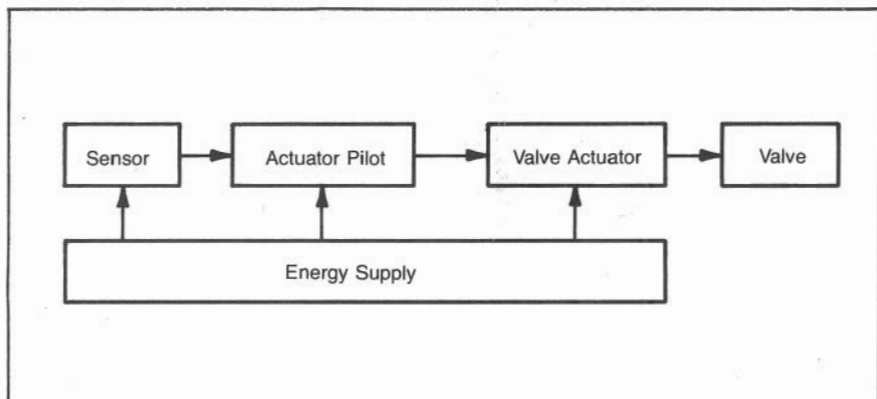 Sensor
Actuator Pilot
Valve Actuator
Valve
Energy Supply